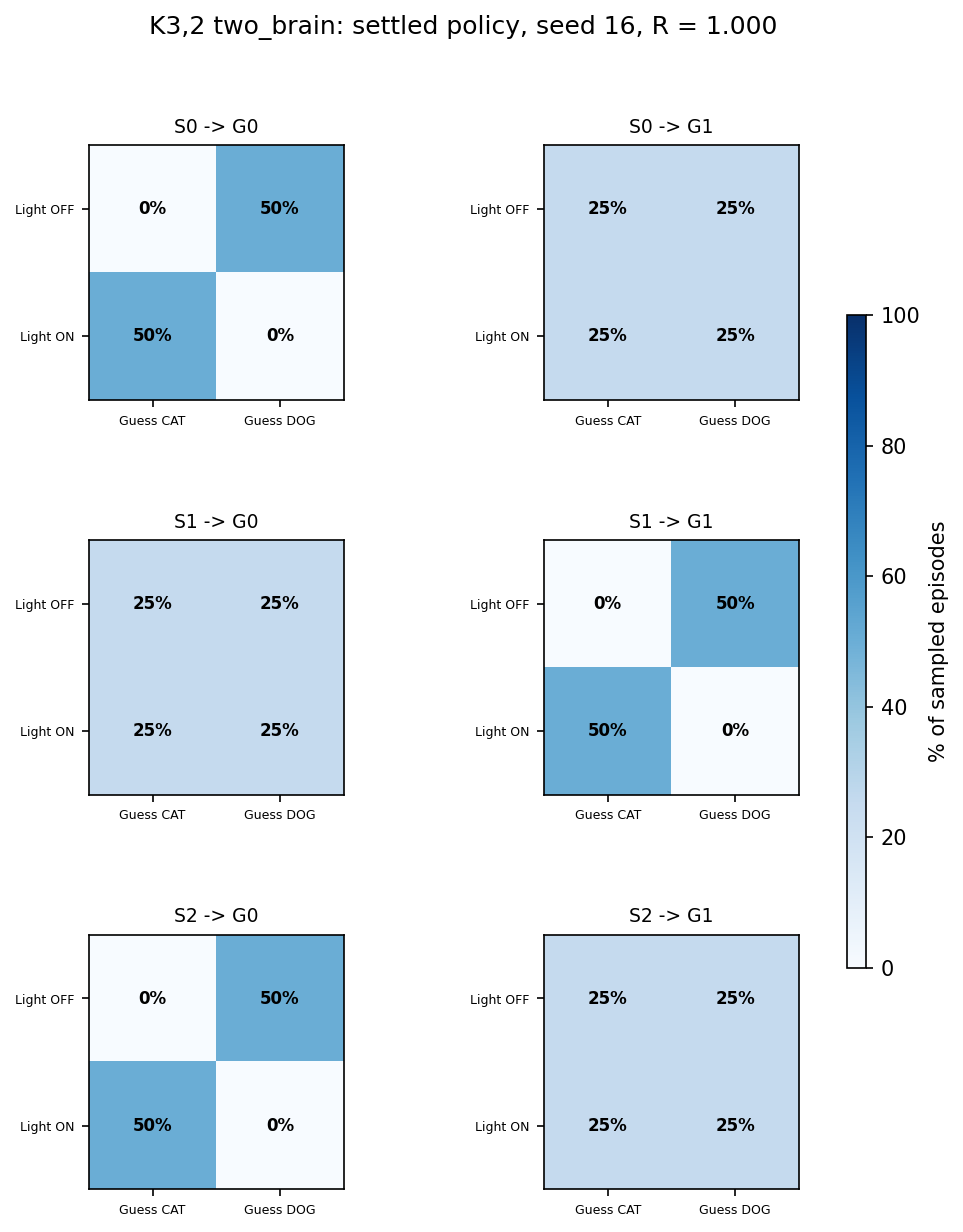 K3,2 two_brain: settled policy, seed 16, R = 1.000
S0 -> G0
Light OFF
0%
50%
Light ON
50%
0%
Guess CAT
Guess DOG
S0 -> G1
Light OFF
25%
25%
Light ON
25%
25%
Guess CAT
Guess DOG
S1 -> G0
Light OFF
25%
25%
Light ON
25%
25%
Guess CAT
Guess DOG
S1 -> G1
Light OFF
0%
50%
Light ON
50%
0%
Guess CAT
Guess DOG
S2 -> G0
Light OFF
0%
50%
Light ON
50%
0%
Guess CAT
Guess DOG
S2 -> G1
Light OFF
25%
25%
Light ON
25%
25%
Guess CAT
Guess DOG
100
80
60
40
20
0
% of sampled episodes